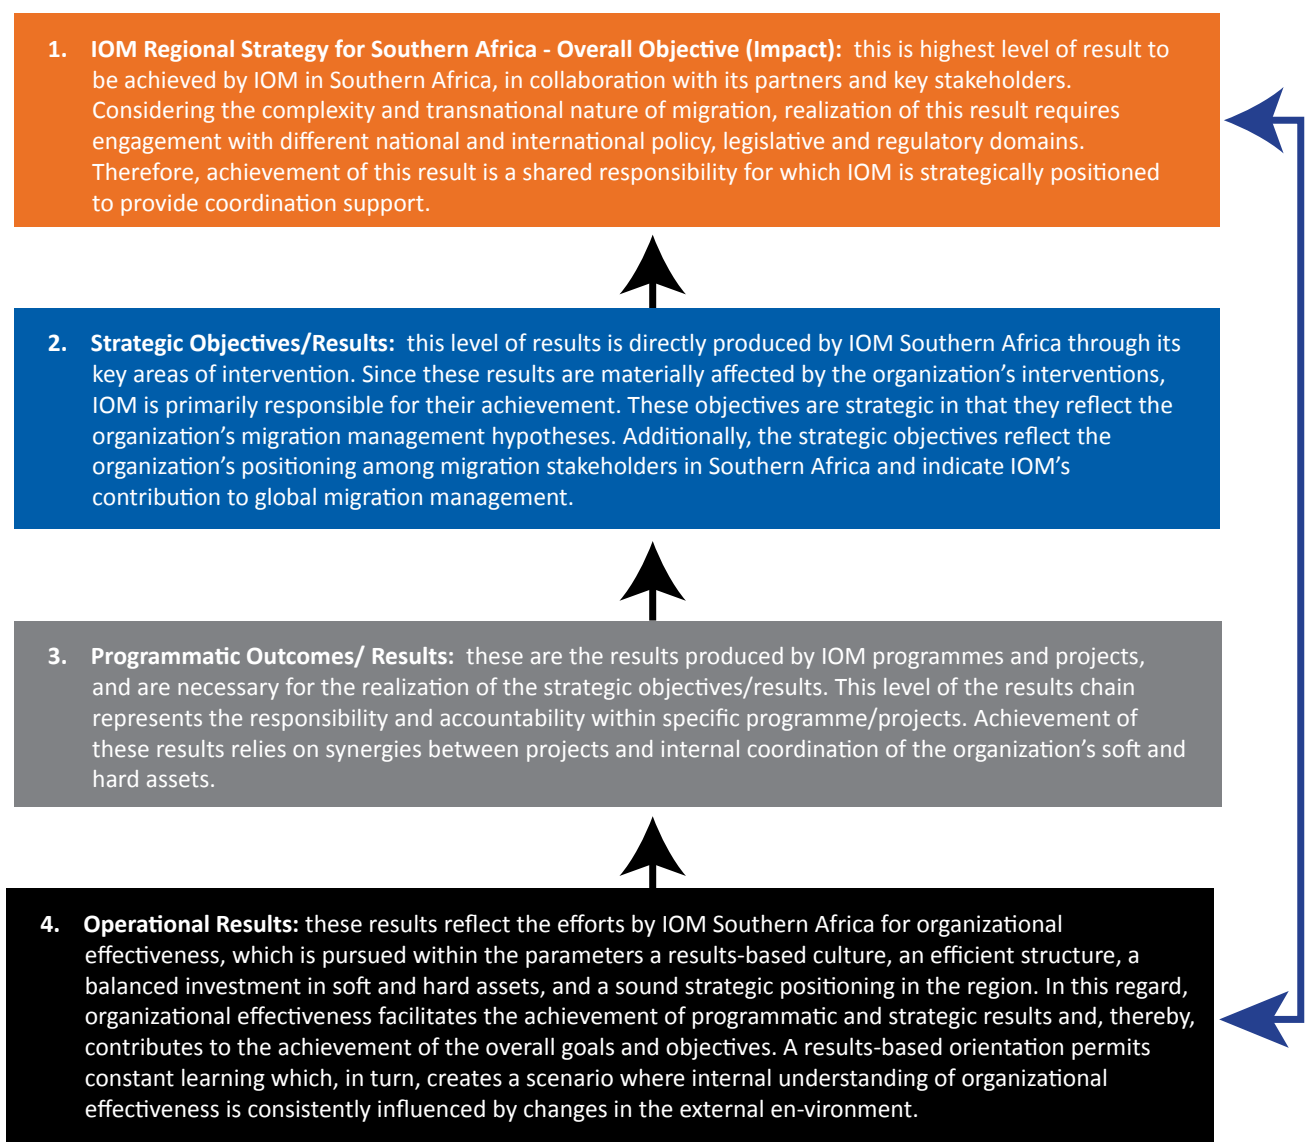 1. IOM Regional Strategy for Southern Africa - Overall Objective (Impact): this is highest level of result to
be achieved by IOM in Southern Africa, in collaboration with its partners and key stakeholders.
Considering the complexity and transnational nature of migration, realization of this result requires
engagement with different national and international policy, legislative and regulatory domains.
Therefore, achievement of this result is a shared responsibility for which IOM is strategically positioned
to provide coordination support.
2. Strategic Objectives/Results: this level of results is directly produced by IOM Southern Africa through its
key areas of intervention. Since these results are materially affected by the organization's interventions,
IOM is primarily responsible for their achievement. These objectives are strategic in that they reflect the
organization's migration management hypotheses. Additionally, the strategic objectives reflect the
organization's positioning among migration stakeholders in Southern Africa and indicate IOM's
contribution to global migration management.
3. Programmatic Outcomes/ Results: these are the results produced by IOM programmes and projects,
and are necessary for the realization of the strategic objectives/results. This level of the results chain
represents the responsibility and accountability within specific programme/projects. Achievement of
these results relies on synergies between projects and internal coordination of the organization's soft and
hard assets.
4. Operational Results: these results reflect the efforts by IOM Southern Africa for organizational
effectiveness, which is pursued within the parameters a results-based culture, an efficient structure, a
balanced investment in soft and hard assets, and a sound strategic positioning in the region. In this regard,
organizational effectiveness facilitates the achievement of programmatic and strategic results and, thereby,
contributes to the achievement of the overall goals and objectives. A results-based orientation permits
constant learning which, in turn, creates a scenario where internal understanding of organizational
effectiveness is consistently influenced by changes in the external en-vironment.